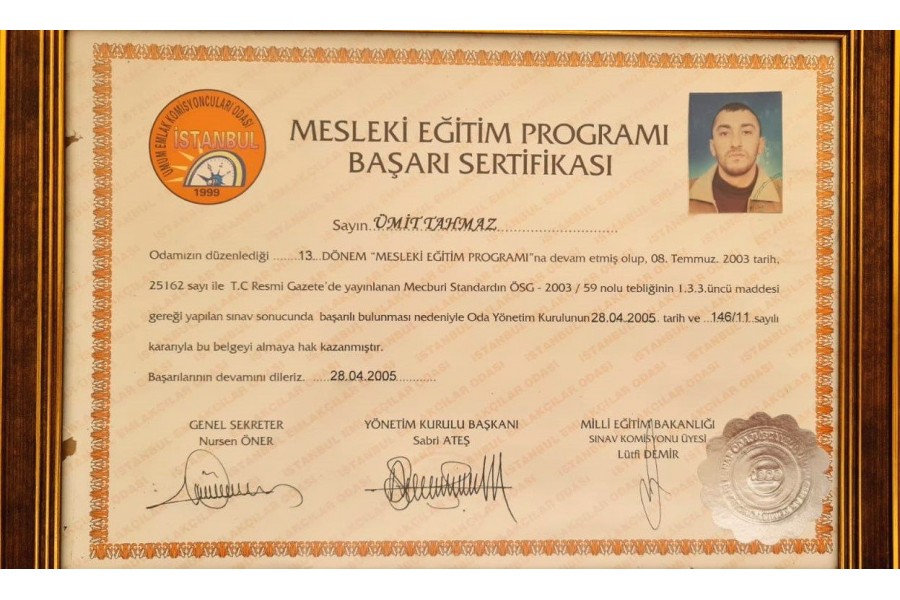 UMUM EMLAK KOMİSYONCULARI ODASI
İSTANBUL
1999
MESLEKİ EĞİTİM PROGRAMI
BAŞARI SERTİFİKASI
Sayın..ÜMİT TAHMAZ................................
Odamızın düzenlediği .......13...DÖNEM "MESLEKİ EĞİTİM PROGRAMI"na devam etmiş olup, 08. Temmuz. 2003 tarih,
25162 sayı ile T.C Resmi Gazete'de yayınlanan Mecburi Standardın ÖSG - 2003 / 59 nolu tebliğinin 1.3.3.üncü maddesi
gereği yapılan sınav sonucunda başarılı bulunması nedeniyle Oda Yönetim Kurulunun 28.04.2005. tarih ve ..146/11.sayılı
kararıyla bu belgeyi almaya hak kazanmıştır.
Başarılarının devamını dileriz. .....28.04.2005............
GENEL SEKRETER
Nursen ÖNER
YÖNETİM KURULU BAŞKANI
Sabri ATEŞ
MİLLİ EĞİTİM BAKANLIĞI
SINAV KOMİSYONU ÜYESİ
Lütfi DEMİR